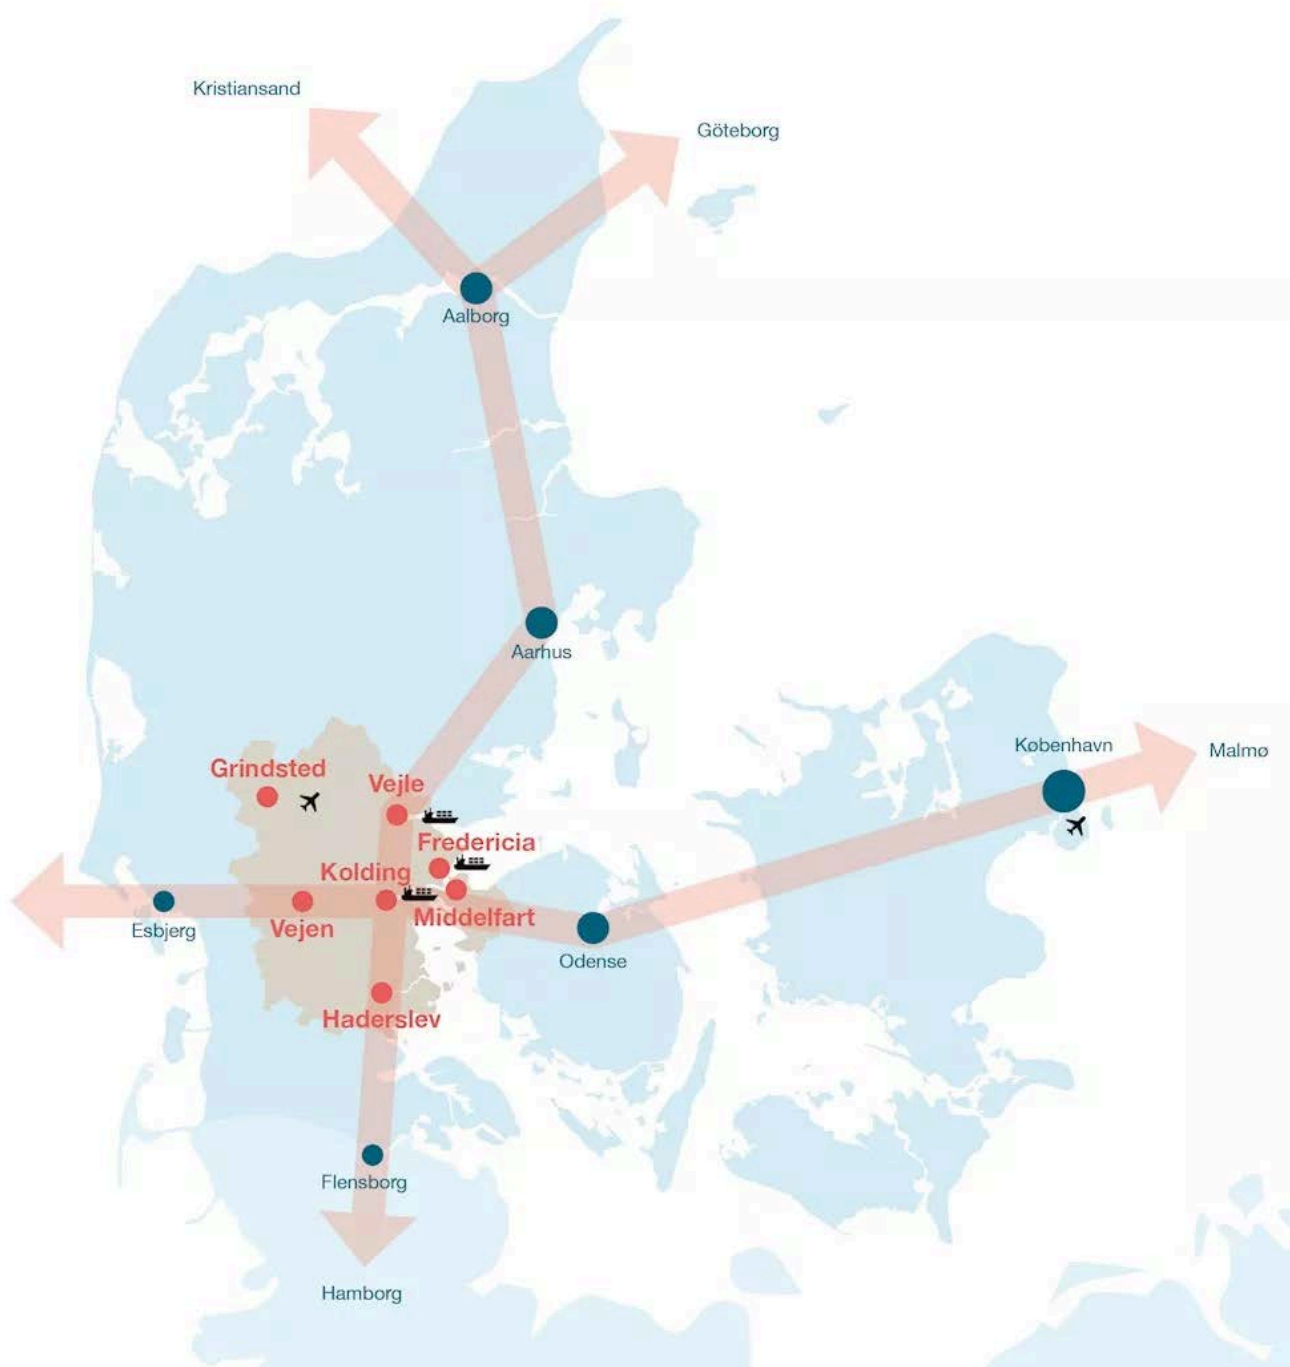 Kristiansand
Göteborg
Aalborg
Aarhus
København
Malmø
Grindsted
Vejle
Fredericia
Kolding
Esbjerg
Vejen
Middelfart
Odense
Haderslev
Flensborg
Hamborg